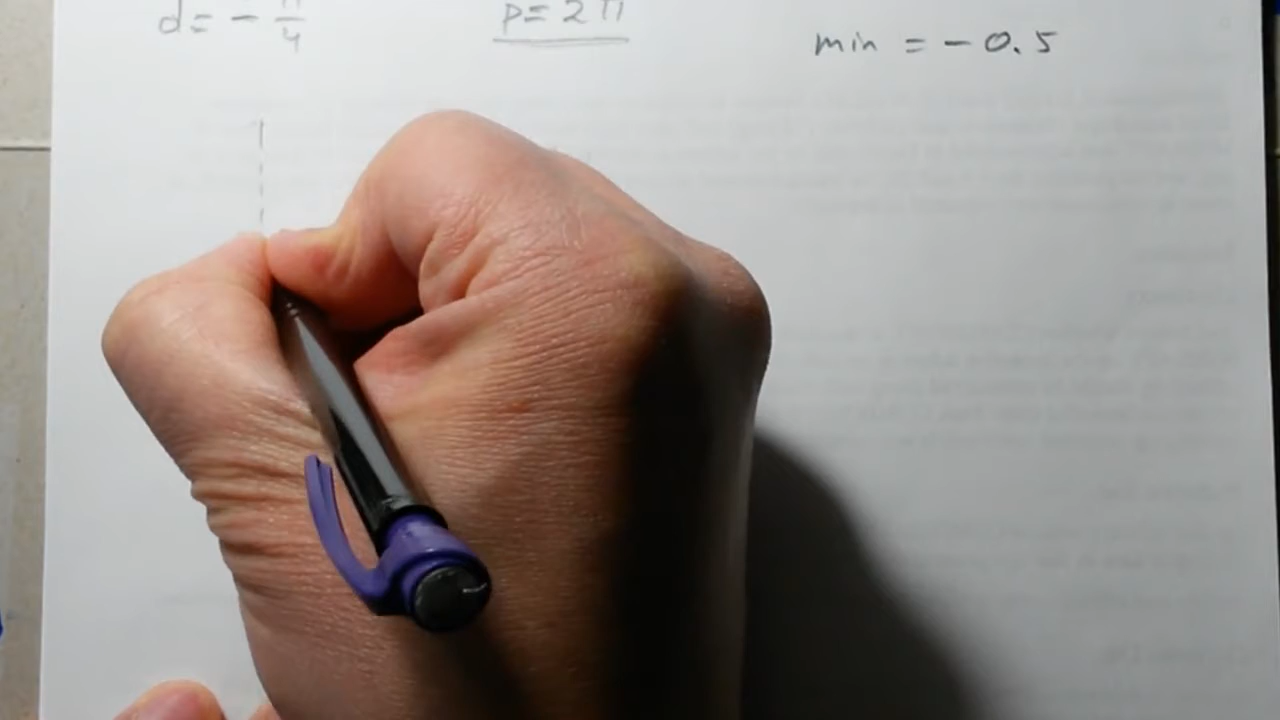 d = - π/4
p = 2π
min = - 0.5